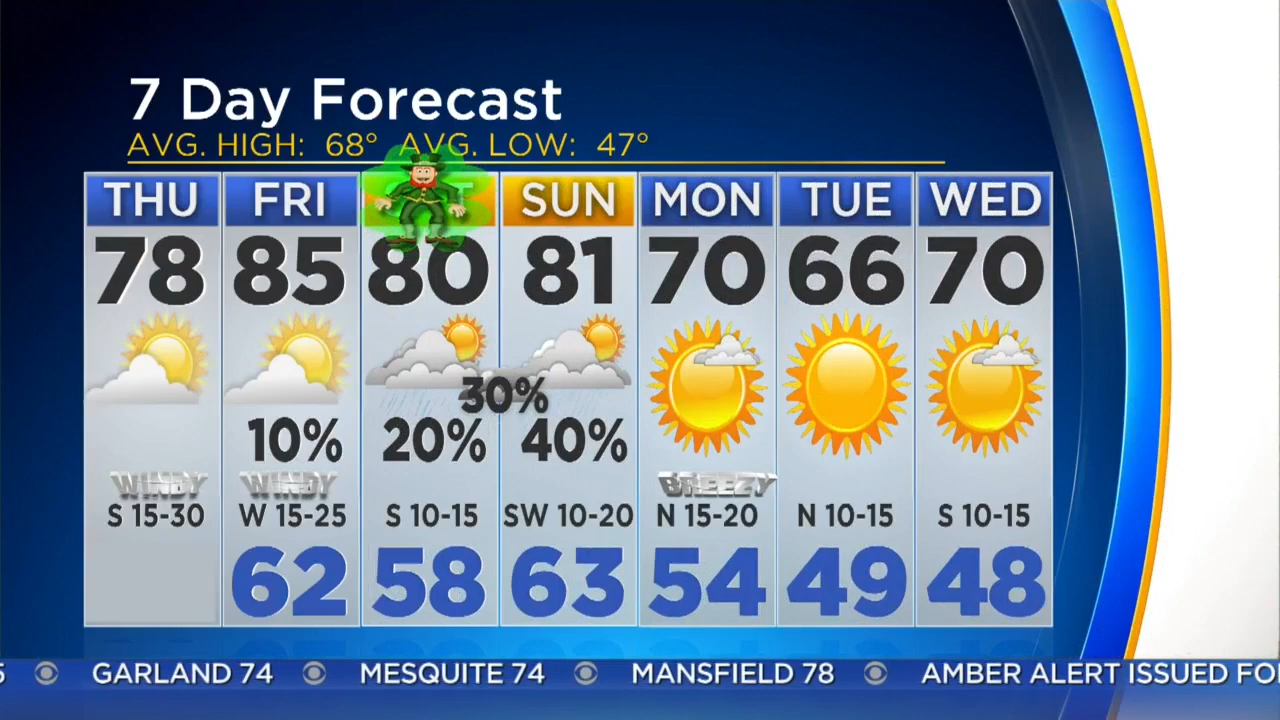 7 Day Forecast
AVG. HIGH: 68° AVG. LOW: 47°
THU FRI SUN MON TUE WED
78 85 80 81 70 66 70
30%
10% 20% 40%
WINDY WINDY BREEZY
S 15-30 W 15-25 S 10-15 SW 10-20 N 15-20 N 10-15 S 10-15
62 58 63 54 49 48
GARLAND 74 MESQUITE 74 MANSFIELD 78 AMBER ALERT ISSUED